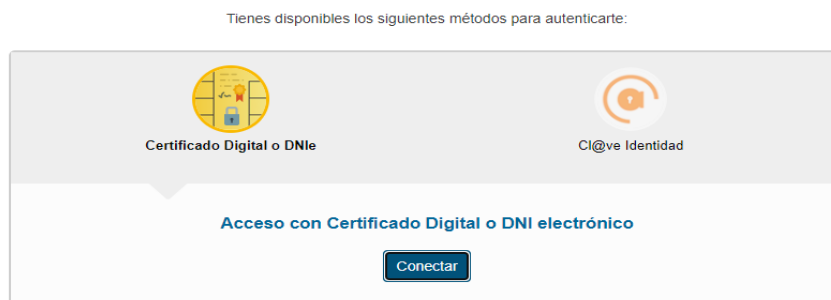 Tienes disponibles los siguientes métodos para autenticarte:
Certificado Digital o DNIe
Cl@ve Identidad
Acceso con Certificado Digital o DNI electrónico
Conectar